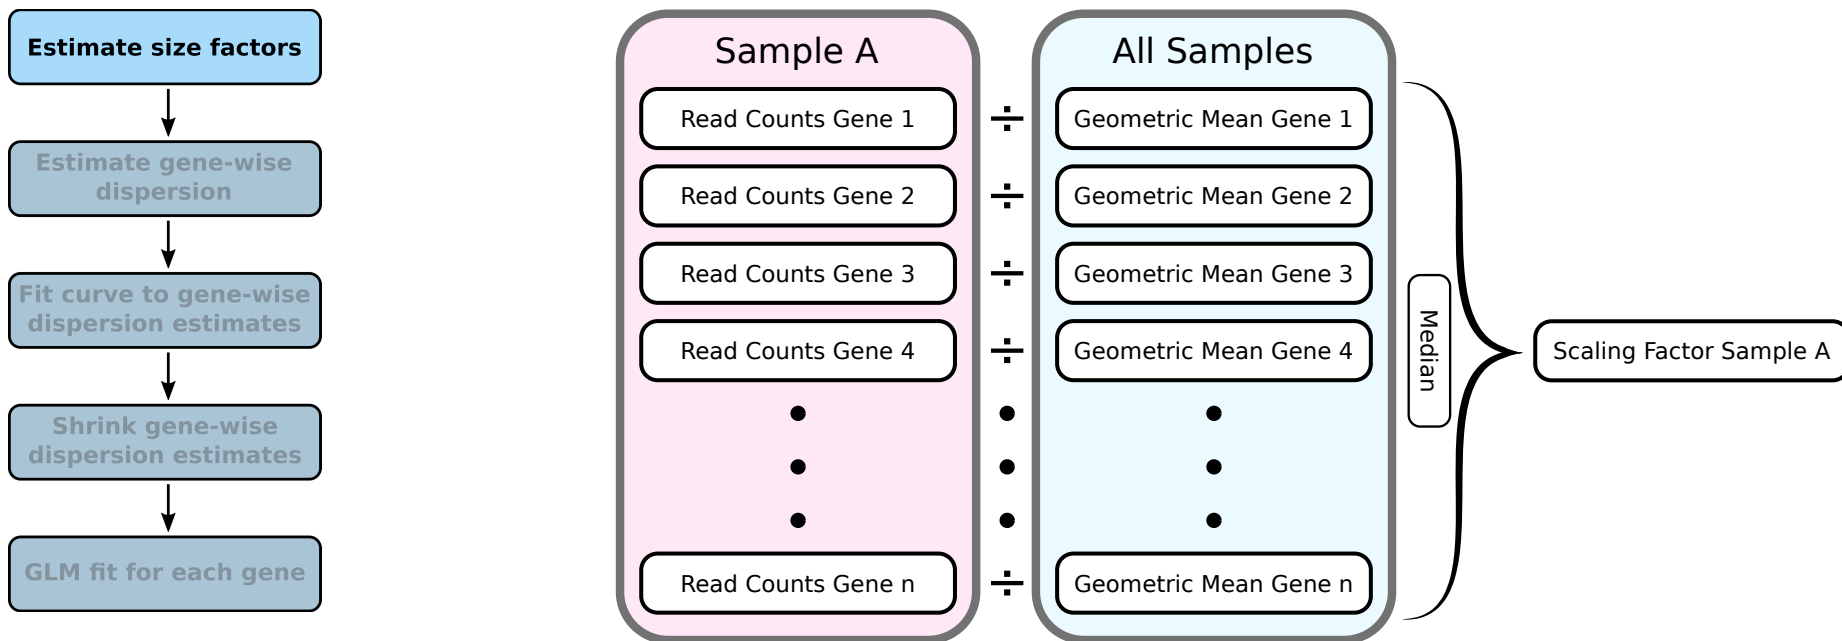 Estimate size factors
Estimate gene-wise
dispersion
Fit curve to gene-wise
dispersion estimates
Shrink gene-wise
dispersion estimates
GLM fit for each gene
Sample A
All Samples
Read Counts Gene 1
÷
Geometric Mean Gene 1
Read Counts Gene 2
÷
Geometric Mean Gene 2
Read Counts Gene 3
÷
Geometric Mean Gene 3
Read Counts Gene 4
÷
Geometric Mean Gene 4
Read Counts Gene n
÷
Geometric Mean Gene n
Median
Scaling Factor Sample A